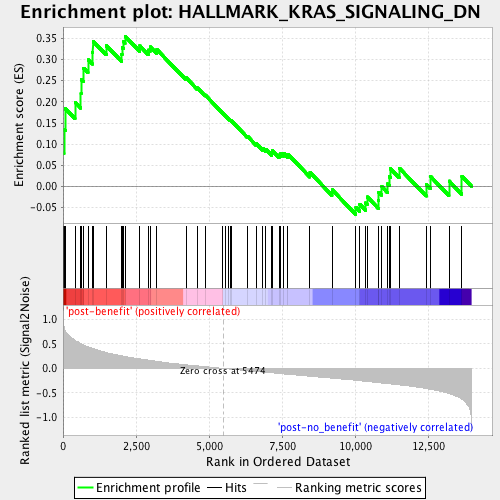 Enrichment plot: HALLMARK_KRAS_SIGNALING_DN
Enrichment score (ES)
0.35
0.30
0.25
0.20
0.15
0.10
0.05
0.00
-0.05
'post-benefit' (positively correlated)
Ranked list metric (Signal2Noise)
1.0
0.5
0.0
-0.5
-1.0
Zero cross at 5474
'post-no_benefit' (negatively correlated)
0
2,500
5,000
7,500
10,000
12,500
Rank in Ordered Dataset
Enrichment profile
Hits
Ranking metric scores